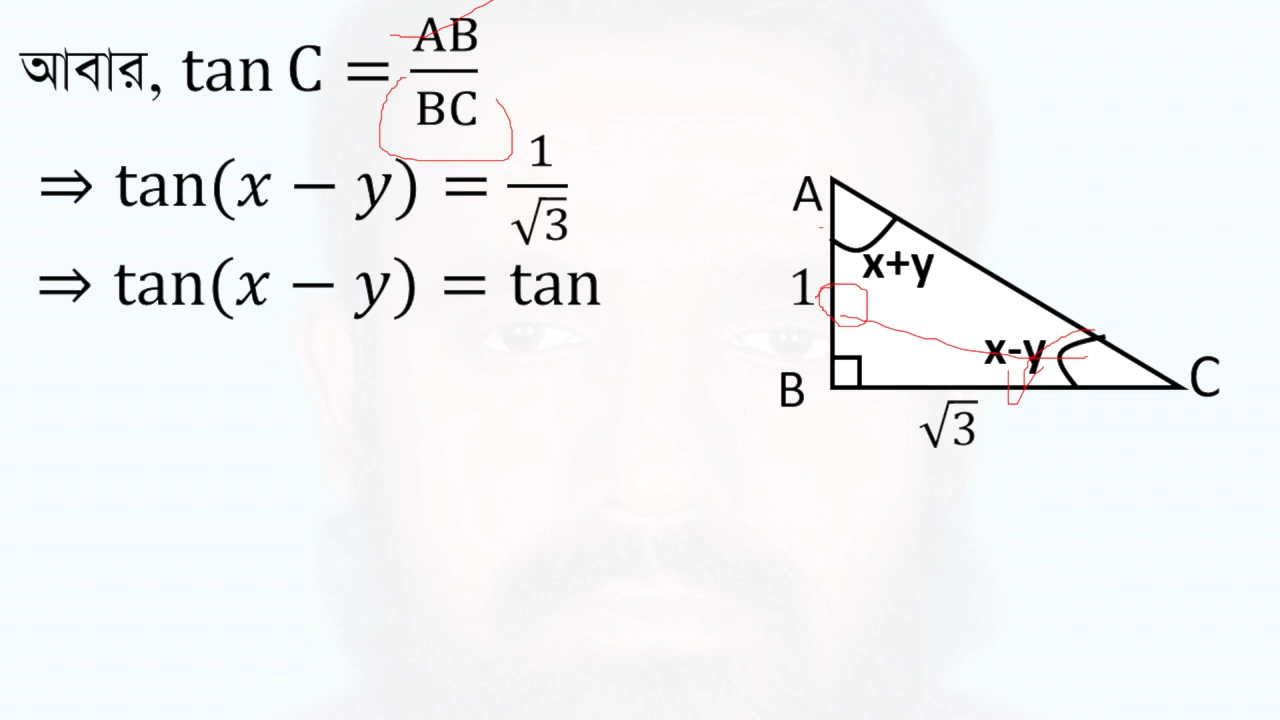 আবার, tan C = AB/BC
⇒ tan(x − y) = 1/√3
⇒ tan(x − y) = tan
A
x+y
1
x-y
B
C
√3